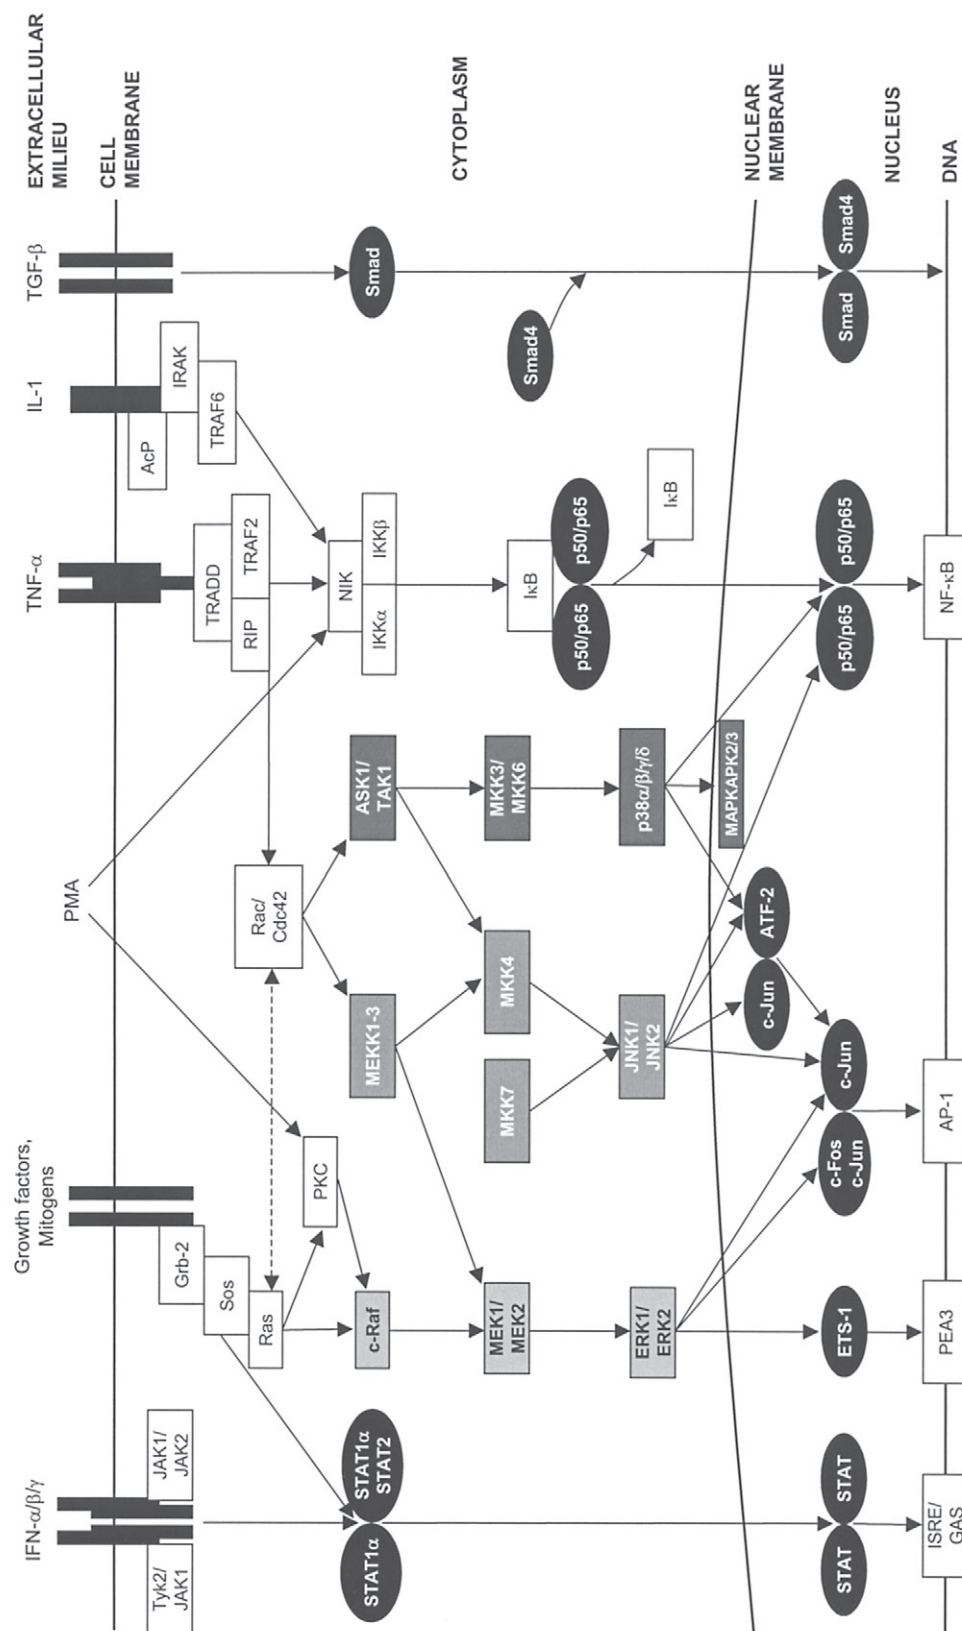 EXTRACELLULAR
MILIEU
CELL
MEMBRANE
CYTOPLASM
NUCLEAR
MEMBRANE
NUCLEUS
DNA
IFN-α/β/γ
Growth factors,
Mitogens
PMA
TNF-α
IL-1
TGF-β
Tyk2/
JAK1
JAK1/
JAK2
Grb-2
Sos
Ras
PKC
Rac/
Cdc42
TRADD
RIP
TRAF2
AcP
IRAK
TRAF6
STAT1α
STAT1α
STAT2
c-Raf
MEKK1-3
ASK1/
TAK1
NIK
IKKα
IKKβ
Smad
MEK1/
MEK2
MKK7
MKK4
MKK3/
MKK6
IκB
p50/p65
p50/p65
Smad4
ERK1/
ERK2
JNK1/
JNK2
p38α/β/γ/δ
IκB
MAPKAPK2/3
c-Jun
ATF-2
STAT
STAT
ETS-1
c-Fos
c-Jun
c-Jun
p50/p65
p50/p65
Smad
Smad4
ISRE/
GAS
PEA3
AP-1
NF-κB